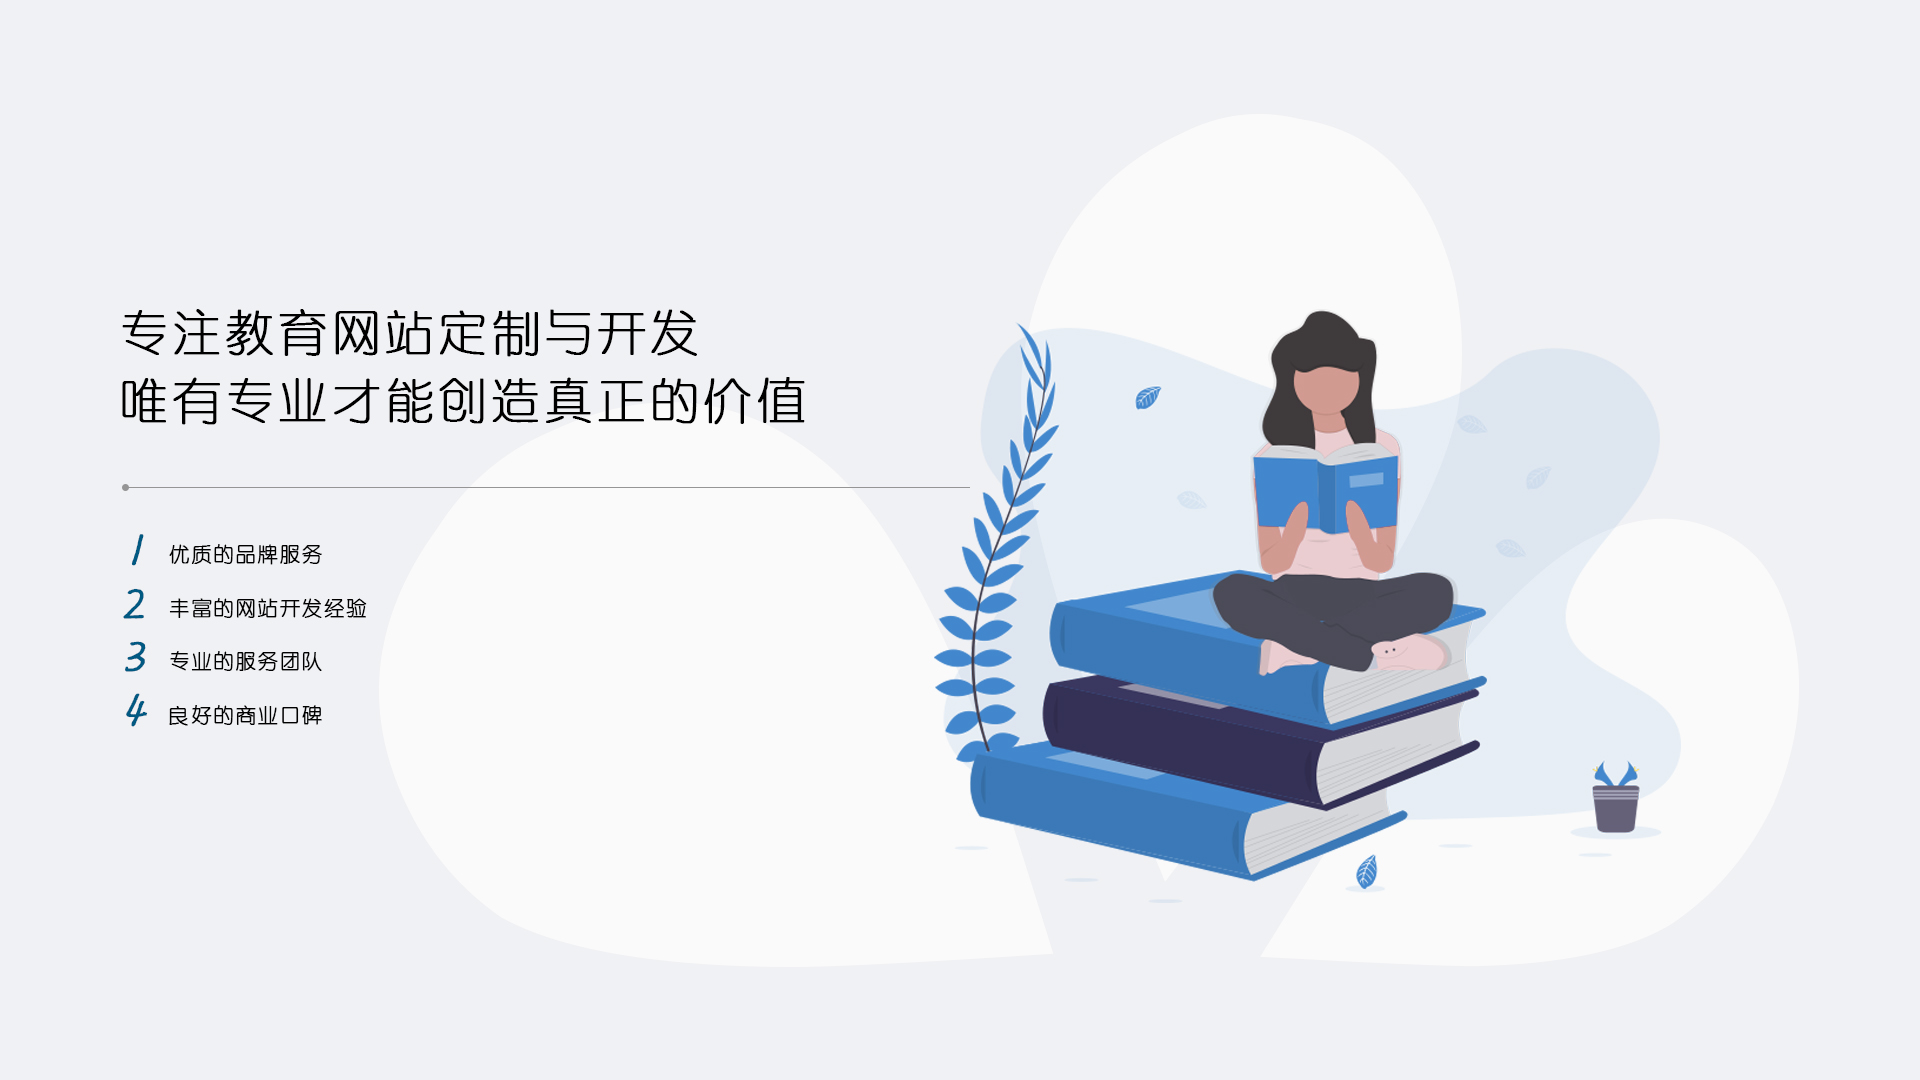 专注教育网站定制与开发
唯有专业才能创造真正的价值
1 优质的品牌服务
2 丰富的网站开发经验
3 专业的服务团队
4 良好的商业口碑